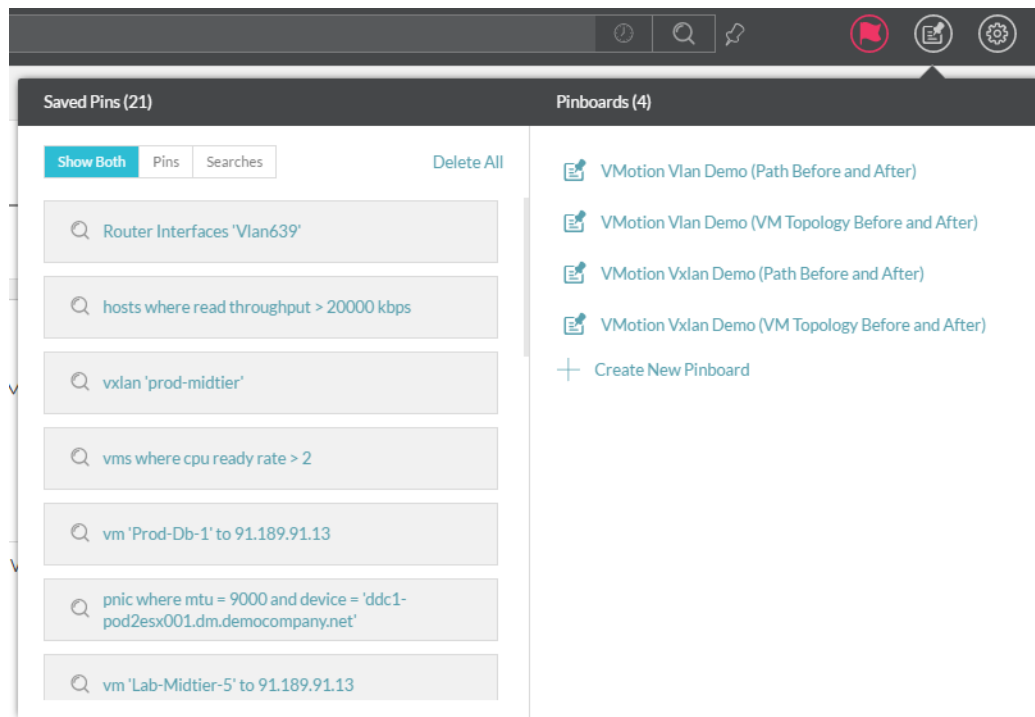 Saved Pins (21)
Pinboards (4)
Show Both
Pins
Searches
Delete All
Router Interfaces 'Vlan639'
hosts where read throughput > 20000 kbps
vxlan 'prod-midtier'
vms where cpu ready rate > 2
vm 'Prod-Db-1' to 91.189.91.13
pnic where mtu = 9000 and device = 'ddc1-
pod2esx001.dm.democompany.net'
vm 'Lab-Midtier-5' to 91.189.91.13
VMotion Vlan Demo (Path Before and After)
VMotion Vlan Demo (VM Topology Before and After)
VMotion Vxlan Demo (Path Before and After)
VMotion Vxlan Demo (VM Topology Before and After)
Create New Pinboard